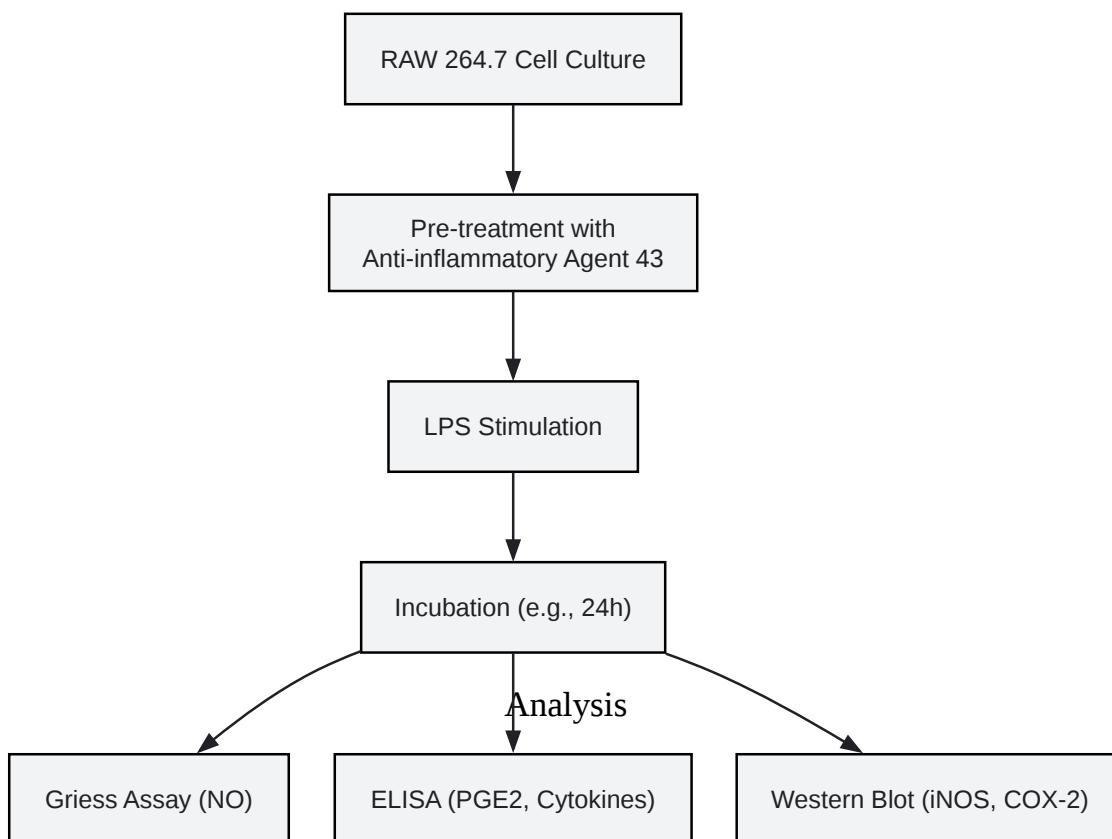 RAW 264.7 Cell Culture
Pre-treatment with
Anti-inflammatory Agent 43
LPS Stimulation
Incubation (e.g., 24h)
Analysis
Griess Assay (NO)
ELISA (PGE2, Cytokines)
Western Blot (iNOS, COX-2)